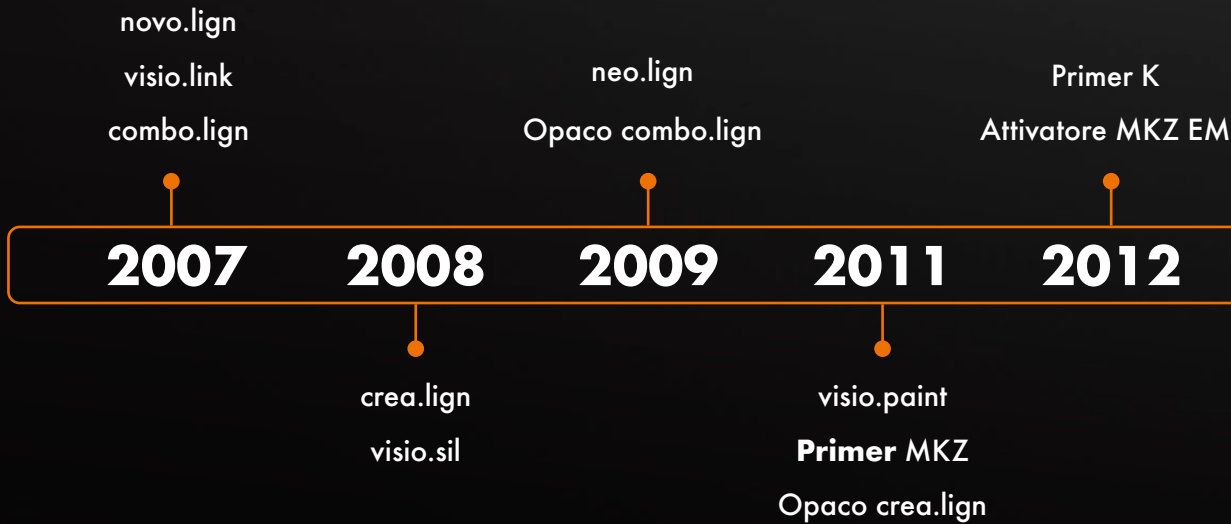 novo.lign
visio.link
combo.lign
neo.lign
Opaco combo.lign
Primer K
Attivatore MKZ EM
2007 2008 2009 2011 2012
crea.lign
visio.sil
visio.paint
Primer MKZ
Opaco crea.lign